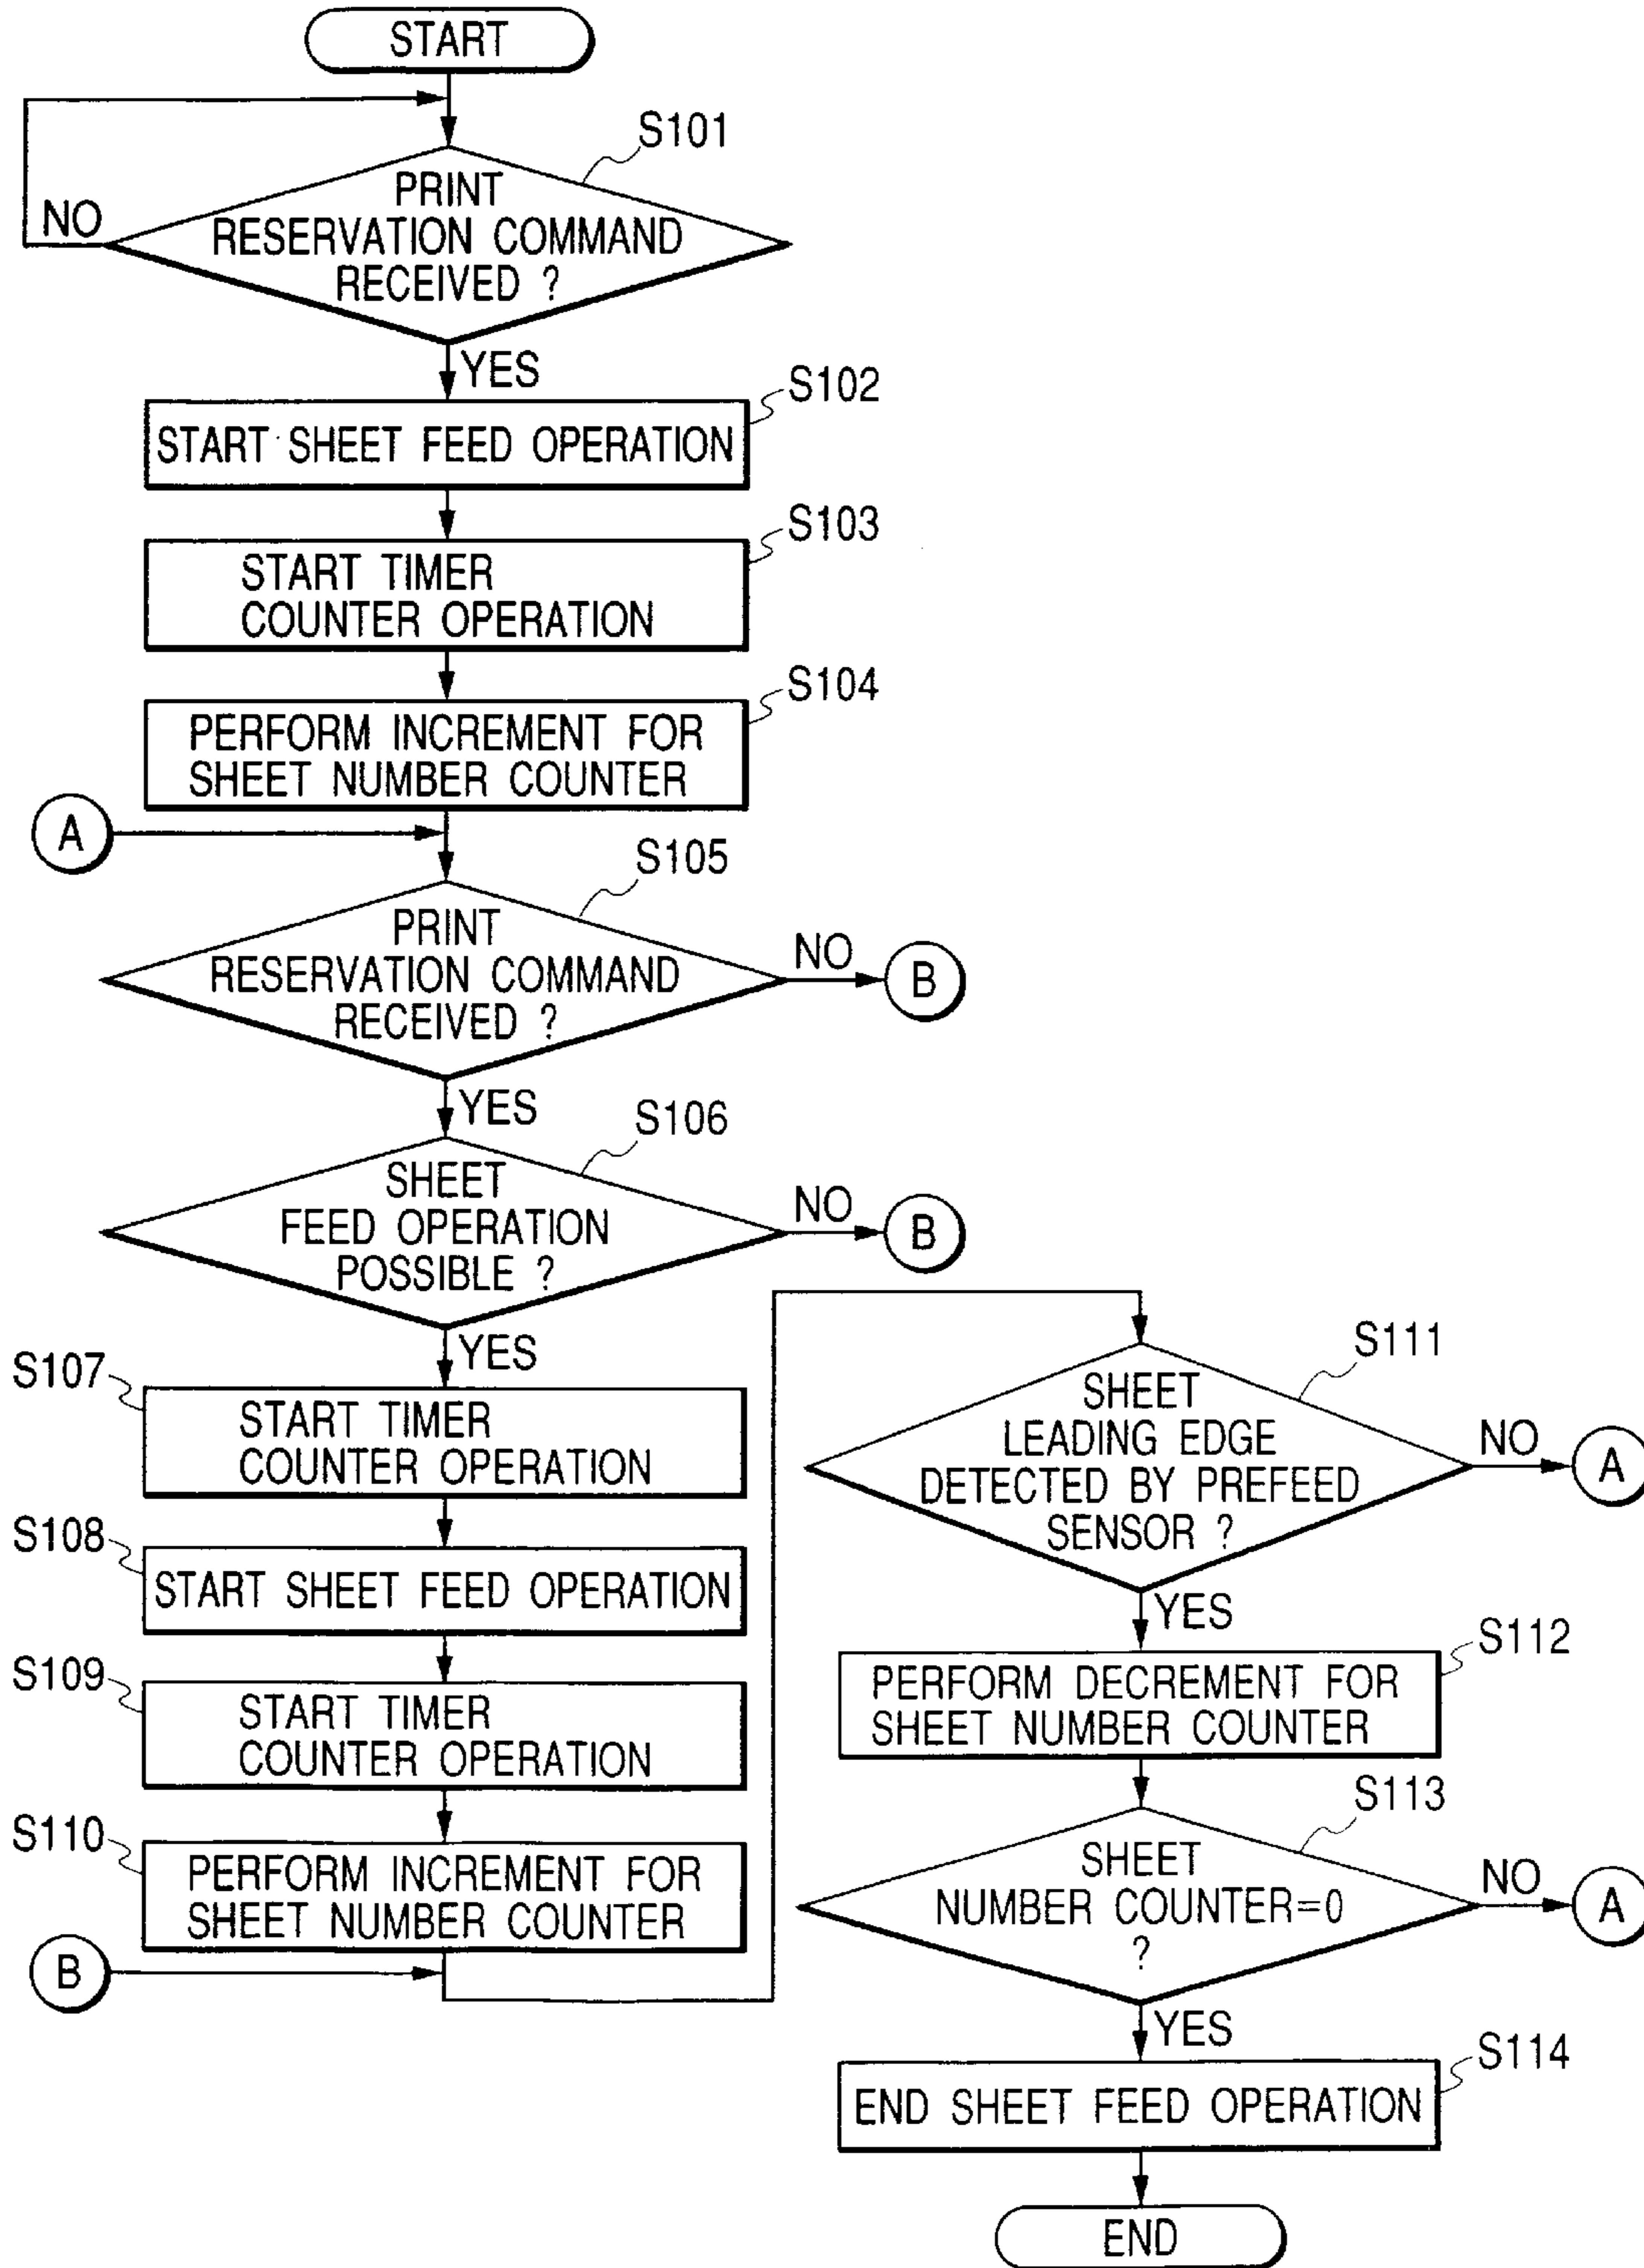 START
S101
PRINT
RESERVATION COMMAND
RECEIVED ?
NO
YES
S102
START SHEET FEED OPERATION
S103
START TIMER
COUNTER OPERATION
S104
PERFORM INCREMENT FOR
SHEET NUMBER COUNTER
A
S105
PRINT
RESERVATION COMMAND
RECEIVED ?
NO
B
YES
S106
SHEET
FEED OPERATION
POSSIBLE ?
NO
B
YES
S107
START TIMER
COUNTER OPERATION
S108
START SHEET FEED OPERATION
S109
START TIMER
COUNTER OPERATION
S110
PERFORM INCREMENT FOR
SHEET NUMBER COUNTER
B
S111
SHEET
LEADING EDGE
DETECTED BY PREFEED
SENSOR ?
NO
A
YES
S112
PERFORM DECREMENT FOR
SHEET NUMBER COUNTER
S113
SHEET
NUMBER COUNTER=0
?
NO
A
YES
S114
END SHEET FEED OPERATION
END